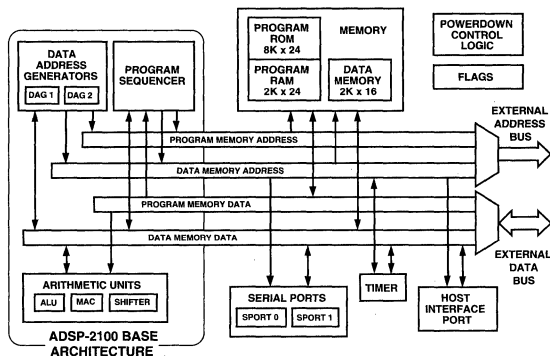 DATA
ADDRESS
GENERATORS
DAG 1
DAG 2
PROGRAM
SEQUENCER
PROGRAM
ROM
8K x 24
PROGRAM
RAM
2K x 24
MEMORY
DATA
MEMORY
2K x 16
POWERDOWN
CONTROL
LOGIC
FLAGS
EXTERNAL
ADDRESS
BUS
PROGRAM MEMORY ADDRESS
DATA MEMORY ADDRESS
PROGRAM MEMORY DATA
DATA MEMORY DATA
EXTERNAL
DATA
BUS
ARITHMETIC UNITS
ALU
MAC
SHIFTER
SERIAL PORTS
SPORT 0
SPORT 1
TIMER
HOST
INTERFACE
PORT
ADSP-2100 BASE
ARCHITECTURE